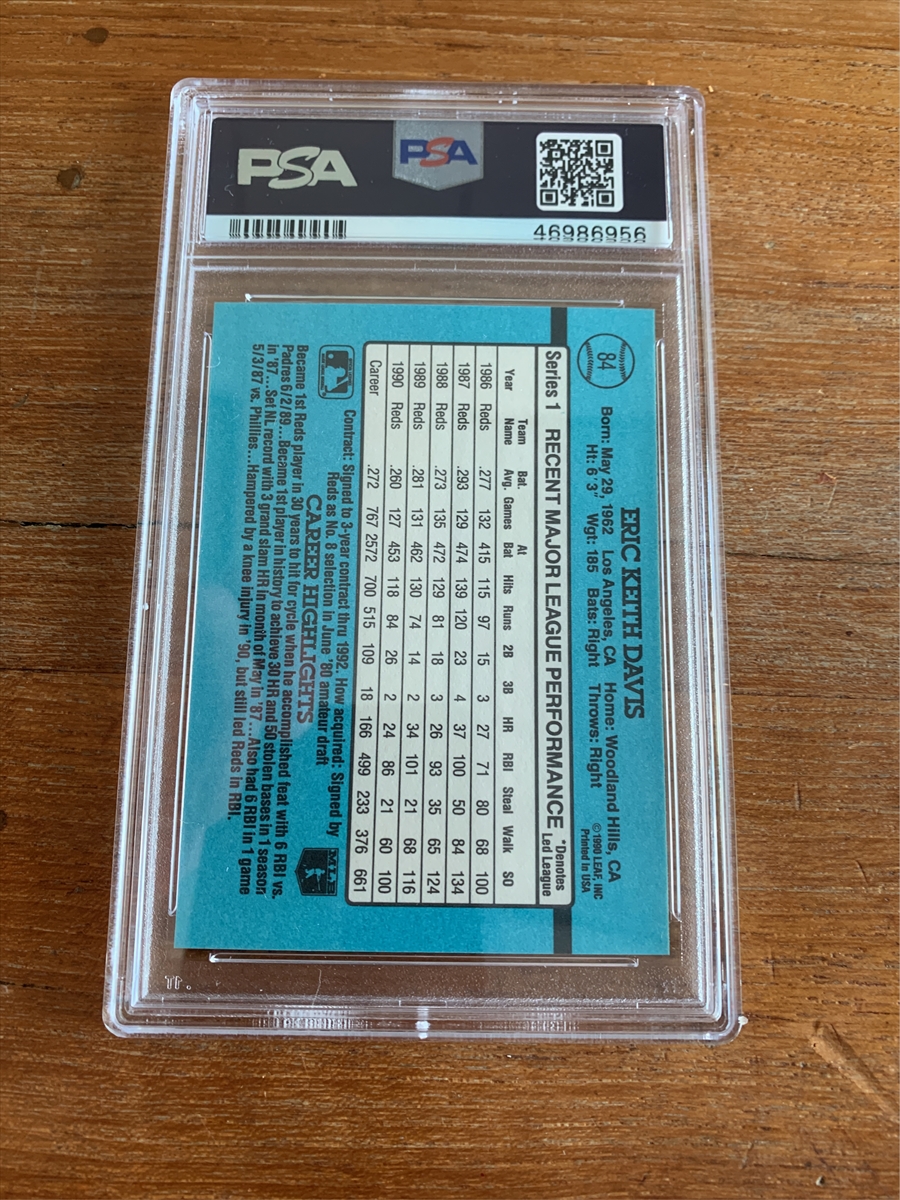 PSA
PSA
46986956
84
ERIC KEITH DAVIS
Born: May 29, 1962 Los Angeles, CA Home: Woodland Hills, CA
Ht: 6'3" Wgt: 185 Bats: Right Throws: Right
©1990 LEAF, INC
Printed in USA
Series 1 RECENT MAJOR LEAGUE PERFORMANCE
*Denotes
Led League
Year Team Name Bat. Avg. Games At Bat Hits Runs 2B 3B HR RBI Steal Walk SO
1986 Reds .277 132 415 115 97 15 3 27 71 80 68 100
1987 Reds .293 129 474 139 120 23 4 37 100 50 84 134
1988 Reds .273 135 472 129 81 18 3 26 93 35 65 124
1989 Reds .281 131 462 130 74 14 2 34 101 21 68 116
1990 Reds .260 127 453 118 84 26 2 24 86 21 60 100
Career .272 767 2572 700 515 109 18 166 499 233 376 661
Contract: Signed to 3-year contract thru 1992. How acquired: Signed by
Reds as No. 8 selection in June '80 amateur draft
MLB
CAREER HIGHLIGHTS
Became 1st Reds player in 30 years to hit for cycle when he accomplished feat with 6 RBI vs.
Padres 6/2/89...Became 1st player in history to achieve 30 HR and 50 stolen bases in 1 season
in '87...Set NL record with 3 grand slam HR in month of May in '87...Also had 6 RBI in 1 game
5/3/87 vs. Phillies...Hampered by a knee injury in '90, but still led Reds in RBI.